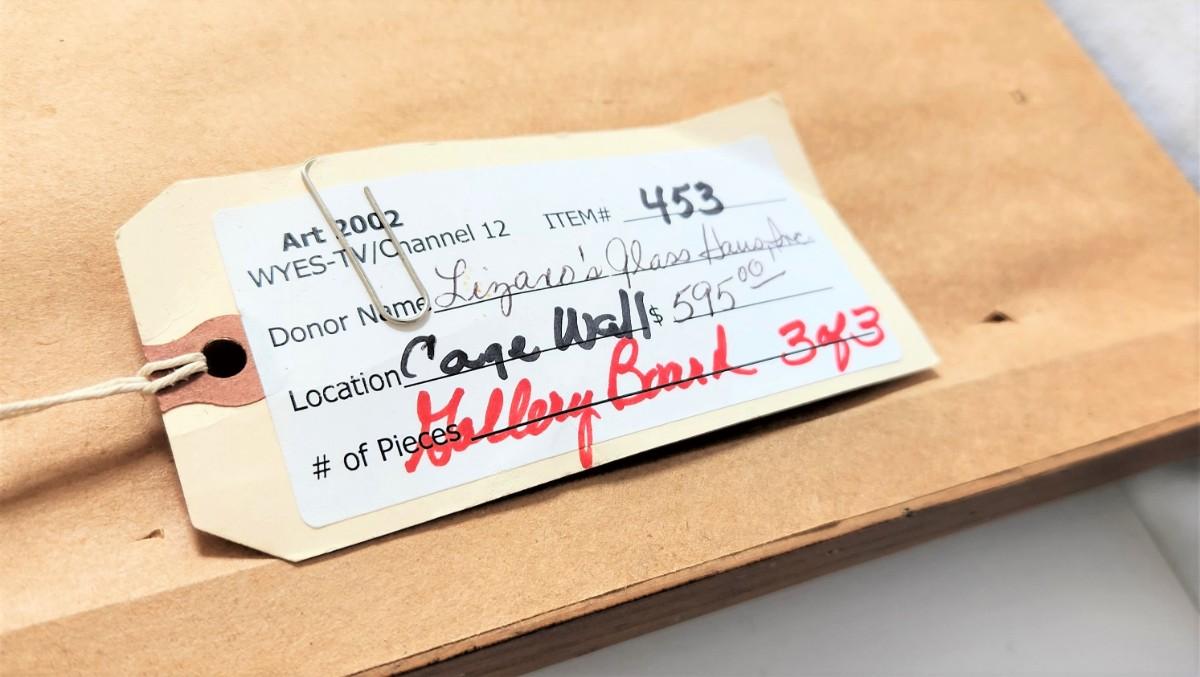 Art 2002
WYES-TV/Channel 12 ITEM# 453
Donor Name Lizano's Glass Haus, Inc.
Location Cage Wall $ 595.00
# of Pieces Gallery Board 3 of 3